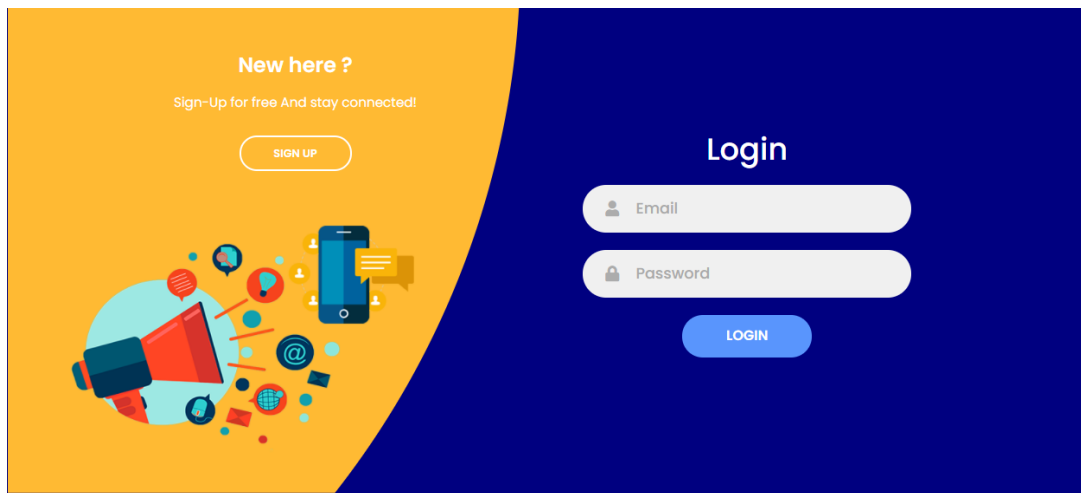 New here ?
Sign-Up for free And stay connected!
SIGN UP
@
Login
Email
Password
LOGIN